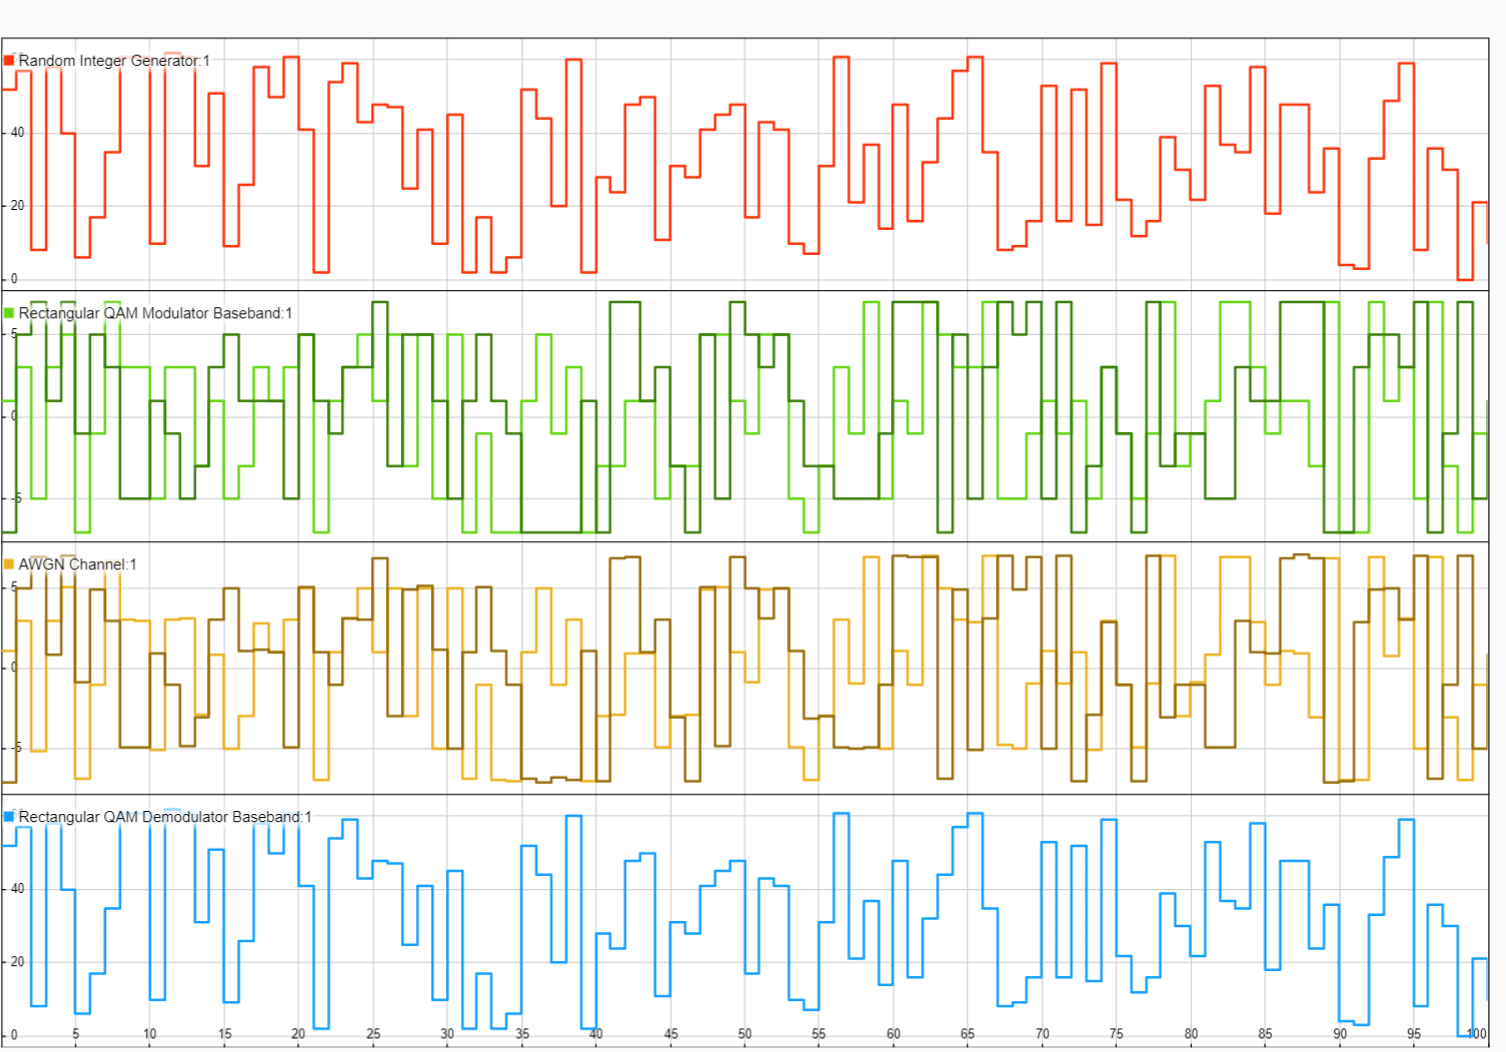 Random Integer Generator:1
40
20
0
Rectangular QAM Modulator Baseband:1
5
0
-5
AWGN Channel:1
5
0
-5
Rectangular QAM Demodulator Baseband:1
40
20
0
0 5 10 15 20 25 30 35 40 45 50 55 60 65 70 75 80 85 90 95 100